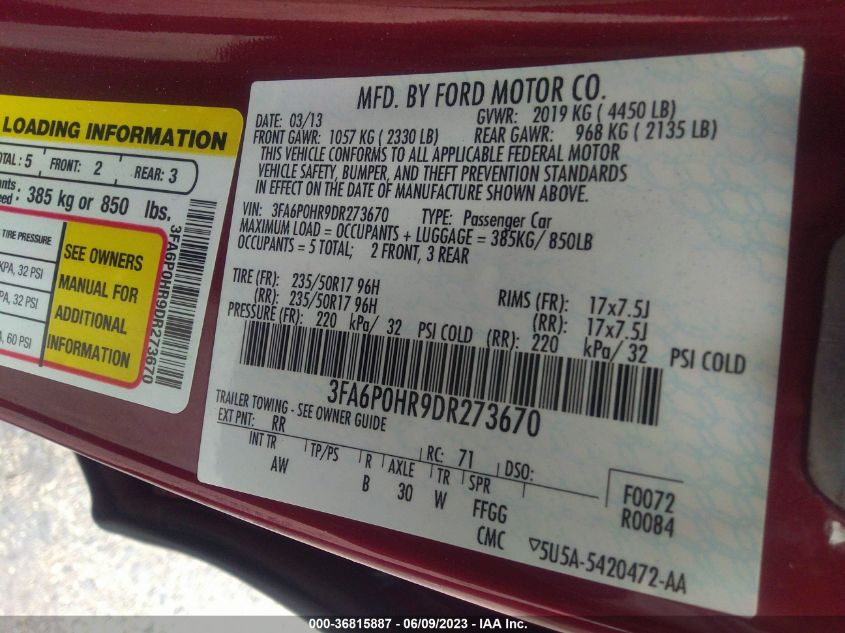 LOADING INFORMATION
TOTAL: 5 FRONT: 2 REAR: 3
385 kg or 850 lbs.
TIRE PRESSURE
KPA, 32 PSI
PA, 32 PSI
A, 60 PSI
SEE OWNERS
MANUAL FOR
ADDITIONAL
INFORMATION
3FA6P0HR9DR273670
MFD. BY FORD MOTOR CO.
DATE: 03/13 GVWR: 2019 KG ( 4450 LB)
FRONT GAWR: 1057 KG ( 2330 LB) REAR GAWR: 968 KG ( 2135 LB)
THIS VEHICLE CONFORMS TO ALL APPLICABLE FEDERAL MOTOR
VEHICLE SAFETY, BUMPER, AND THEFT PREVENTION STANDARDS
IN EFFECT ON THE DATE OF MANUFACTURE SHOWN ABOVE.
VIN: 3FA6P0HR9DR273670 TYPE: Passenger Car
MAXIMUM LOAD = OCCUPANTS + LUGGAGE = 385KG/ 850LB
OCCUPANTS = 5 TOTAL; 2 FRONT, 3 REAR
TIRE (FR): 235/50R17 96H RIMS (FR): 17x7.5J
(RR): 235/50R17 96H (RR): 17x7.5J
PRESSURE (FR): 220 kPa/ 32 PSI COLD (RR): 220 kPa/ 32 PSI COLD
3FA6P0HR9DR273670
TRAILER TOWING - SEE OWNER GUIDE
EXT PNT: RR RC: 71 DSO:
INT TR TP/PS R AXLE TR SPR
AW B 30 W FFGG
CMC
F0072
R0084
▽5U5A-5420472-AA
000-36815887 - 06/09/2023 - IAA Inc.